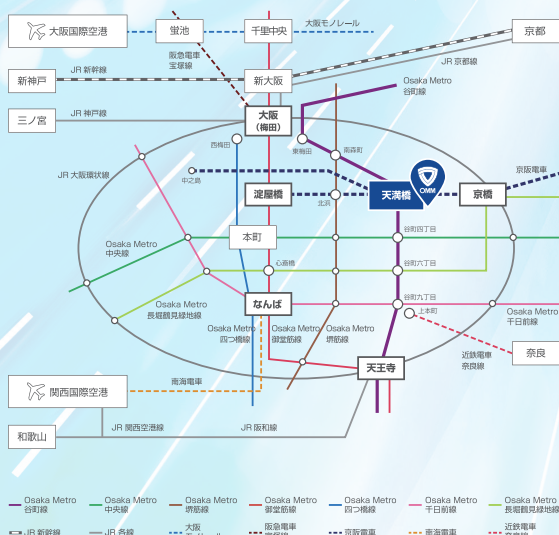 大阪国際空港
蛍池
千里中央
大阪モノレール
京都
阪急電車
宝塚線
JR 京都線
新神戸
JR 新幹線
新大阪
Osaka Metro
谷町線
三ノ宮
JR 神戸線
大阪
(梅田)
西梅田
東梅田
南森町
JR 大阪環状線
中之島
京阪電車
淀屋橋
北浜
天満橋
OMM
京橋
本町
谷町四丁目
Osaka Metro
中央線
心斎橋
谷町六丁目
Osaka Metro
長堀鶴見緑地線
なんば
谷町九丁目
上本町
Osaka Metro
千日前線
Osaka Metro
四つ橋線
Osaka Metro
御堂筋線
Osaka Metro
堺筋線
近鉄電車
奈良線
奈良
天王寺
関西国際空港
南海電車
和歌山
JR 関西空港線
JR 阪和線
Osaka Metro
谷町線
Osaka Metro
中央線
Osaka Metro
堺筋線
Osaka Metro
御堂筋線
Osaka Metro
四つ橋線
Osaka Metro
千日前線
Osaka Metro
長堀鶴見緑地線
JR 新幹線
JR 各線
大阪
阪急電車
京阪電車
南海電車
近鉄電車